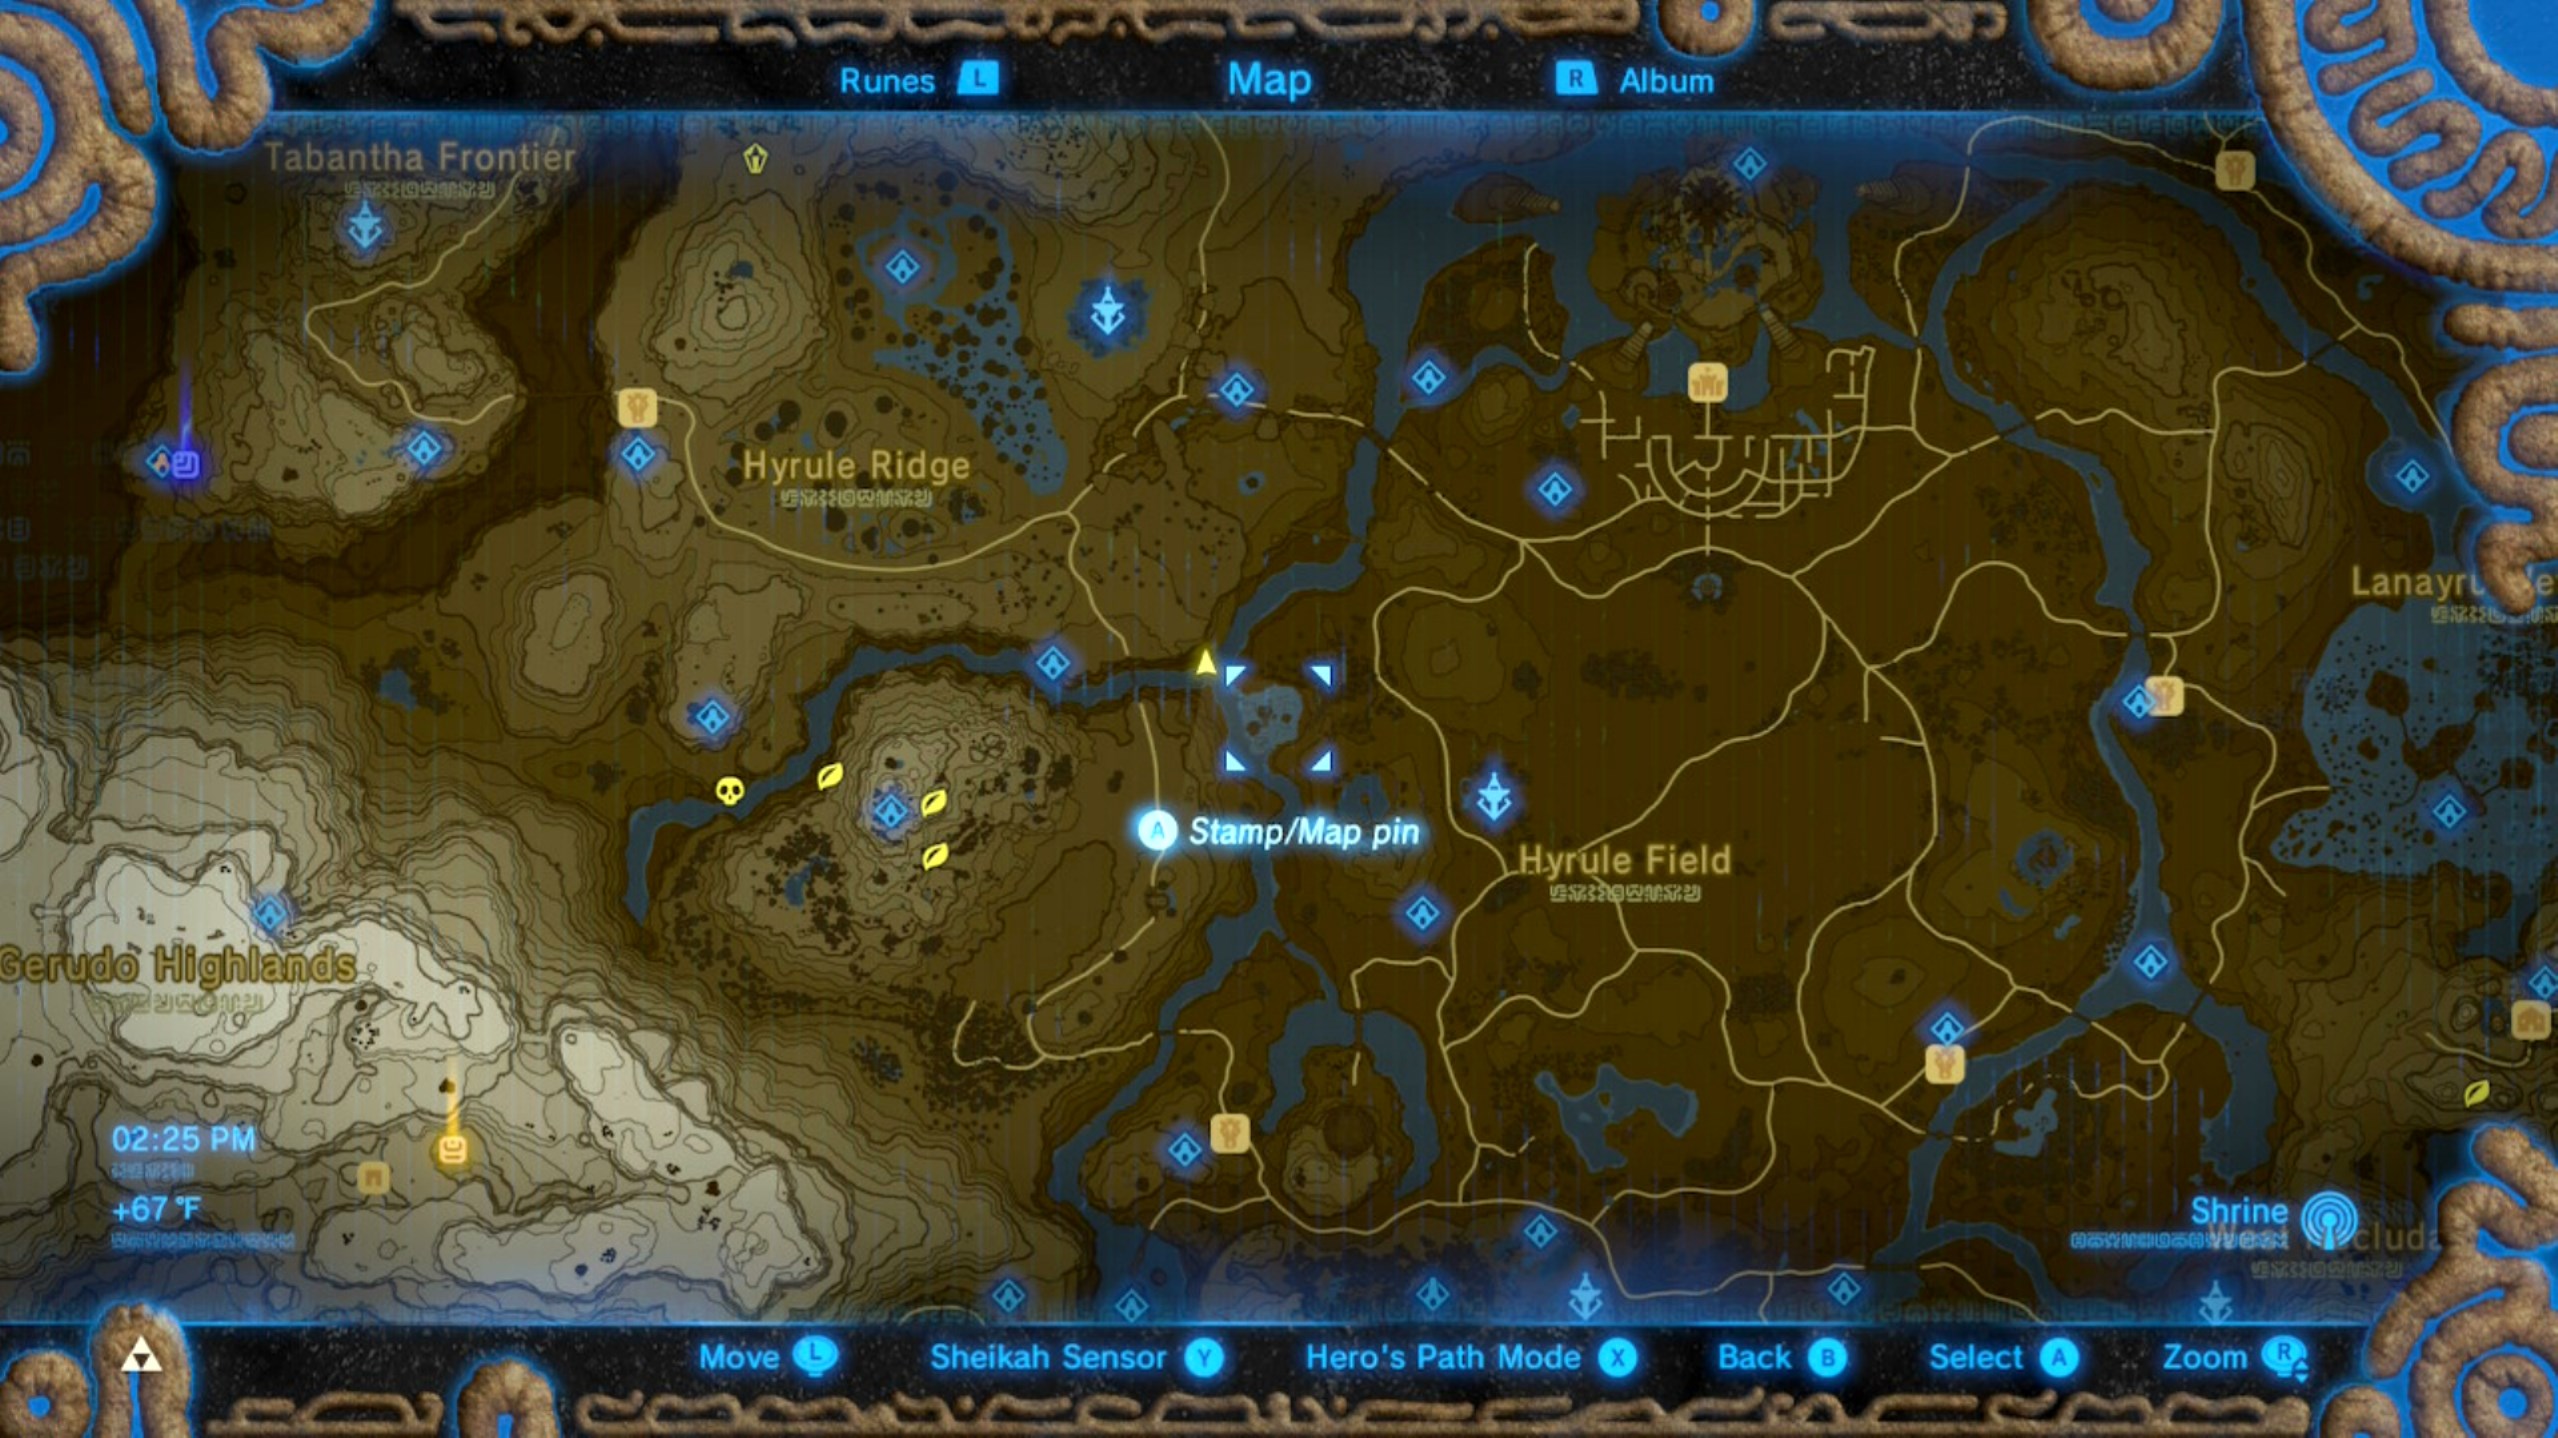 Runes L
Map
R Album
Tabantha Frontier
Hyrule Ridge
A Stamp/Map pin
Hyrule Field
Gerudo Highlands
02:25 PM
+67 °F
Shrine
Move L
Sheikah Sensor Y
Hero's Path Mode X
Back B
Select A
Zoom R